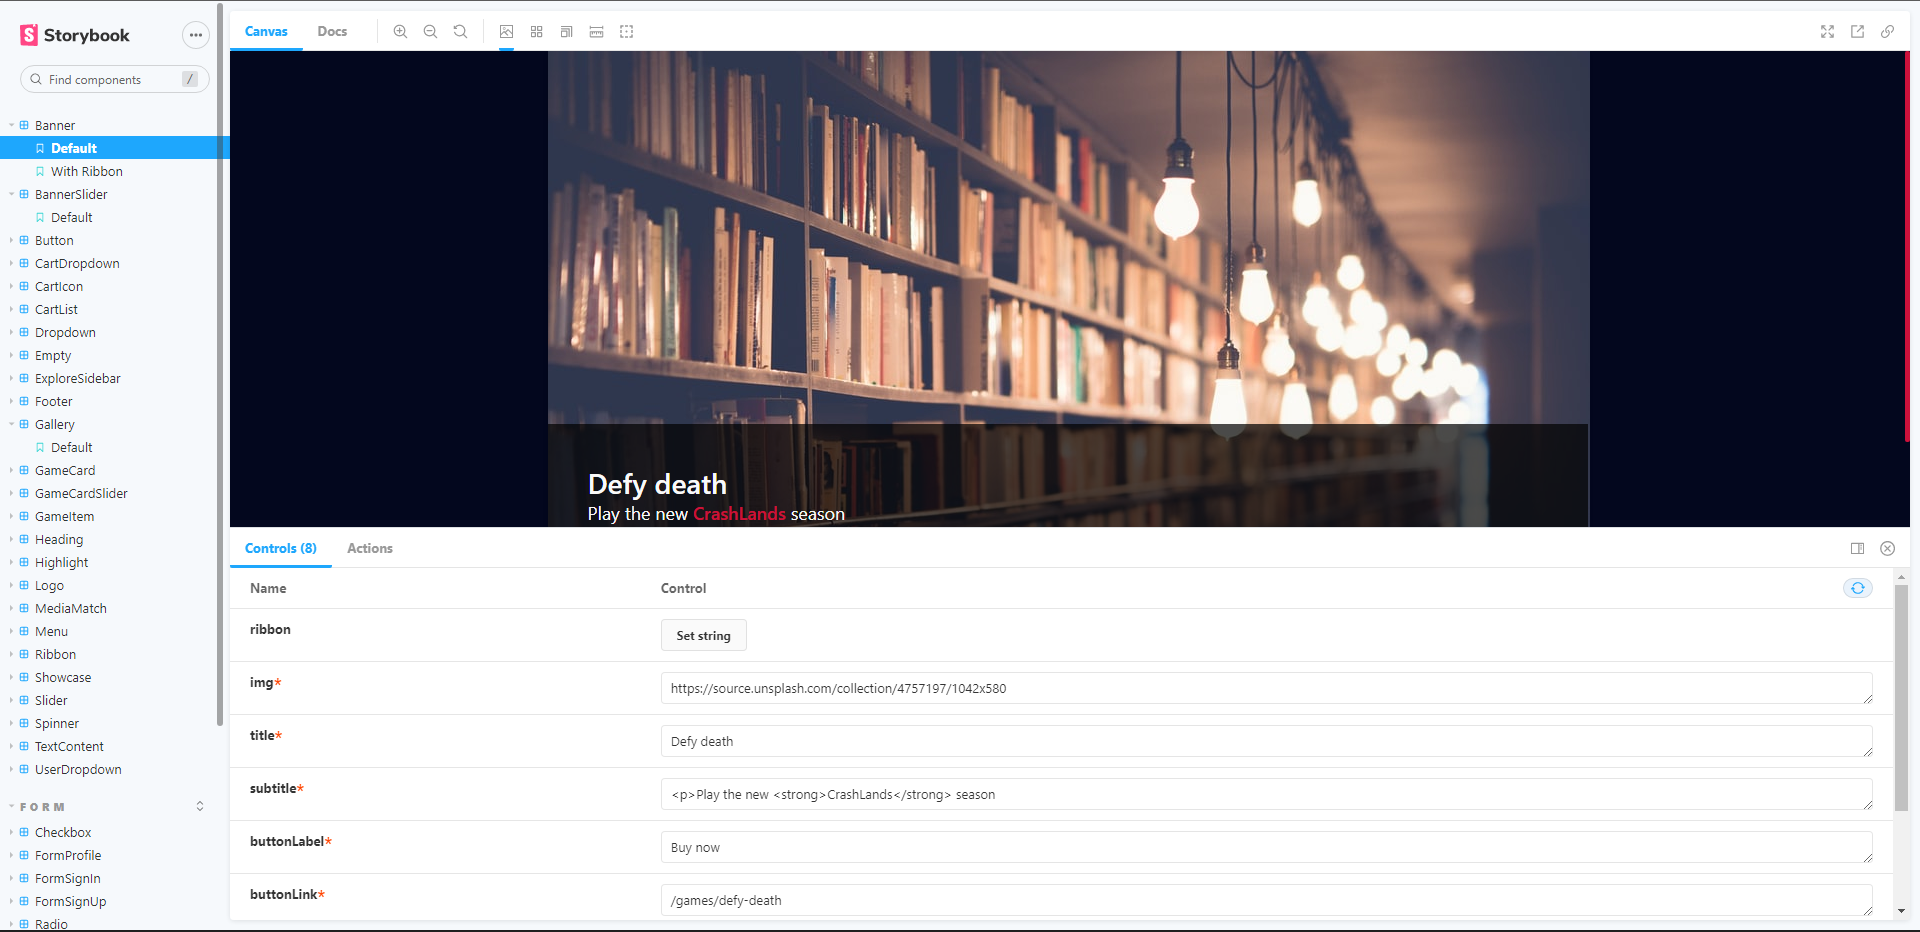 Storybook
Find components
/
Banner
Default
With Ribbon
BannerSlider
Default
Button
CartDropdown
CartIcon
CartList
Dropdown
Empty
ExploreSidebar
Footer
Gallery
Default
GameCard
GameCardSlider
GameItem
Heading
Highlight
Logo
MediaMatch
Menu
Ribbon
Showcase
Slider
Spinner
TextContent
UserDropdown
FORM
Checkbox
FormProfile
FormSignIn
FormSignUp
Radio
Canvas Docs
Defy death
Play the new CrashLands season
Controls (8) Actions
Name Control
ribbon Set string
img* https://source.unsplash.com/collection/4757197/1042x580
title* Defy death
subtitle* <p>Play the new <strong>CrashLands</strong> season
buttonLabel* Buy now
buttonLink* /games/defy-death